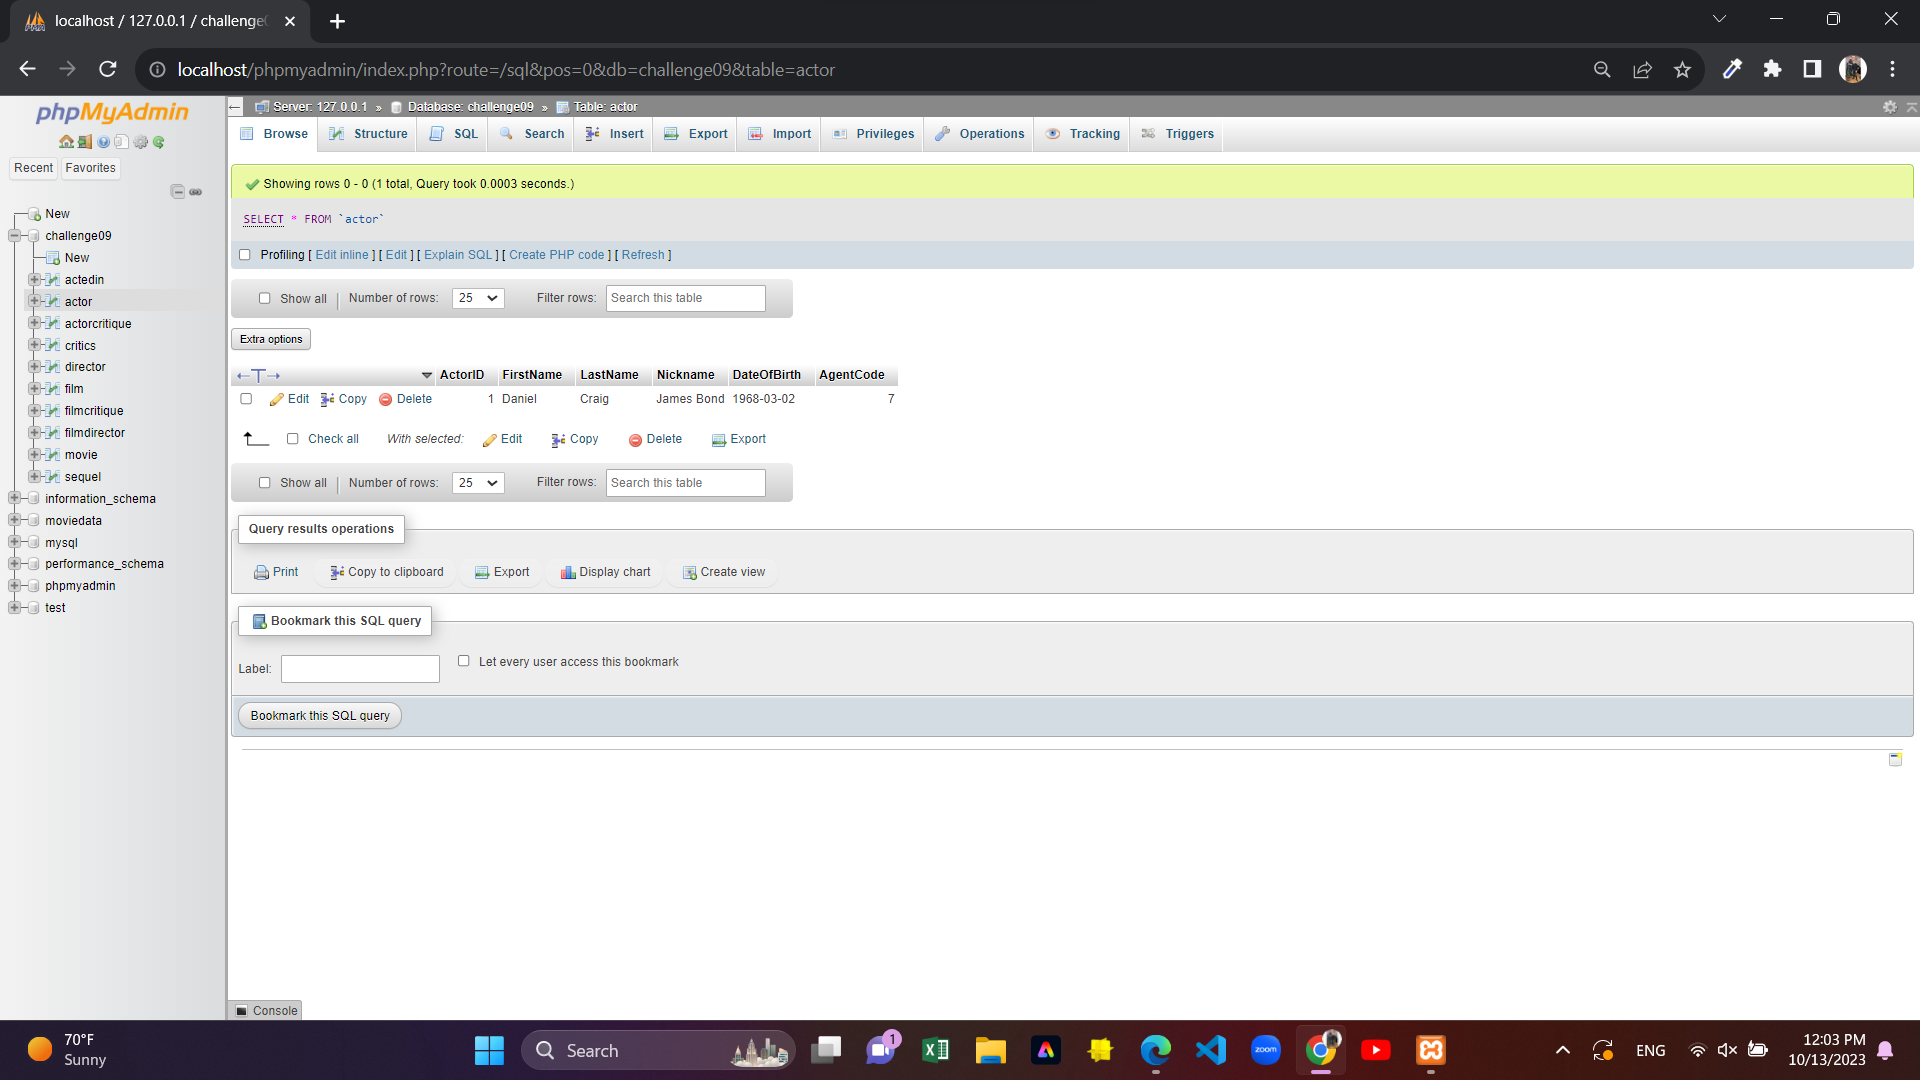 localhost / 127.0.0.1 / challenge0
localhost/phpmyadmin/index.php?route=/sql&pos=0&db=challenge09&table=actor
phpMyAdmin
Recent Favorites
New
challenge09
New
actedin
actor
actorcritique
critics
director
film
filmcritique
filmdirector
movie
sequel
information_schema
moviedata
mysql
performance_schema
phpmyadmin
test
Server: 127.0.0.1 » Database: challenge09 » Table: actor
Browse Structure SQL Search Insert Export Import Privileges Operations Tracking Triggers
Showing rows 0 - 0 (1 total, Query took 0.0003 seconds.)
SELECT * FROM `actor`
Profiling [ Edit inline ] [ Edit ] [ Explain SQL ] [ Create PHP code ] [ Refresh ]
Show all | Number of rows: 25 Filter rows: Search this table
Extra options
←T→ ActorID FirstName LastName Nickname DateOfBirth AgentCode
Edit Copy Delete 1 Daniel Craig James Bond 1968-03-02 7
Check all With selected: Edit Copy Delete Export
Show all | Number of rows: 25 Filter rows: Search this table
Query results operations
Print Copy to clipboard Export Display chart Create view
Bookmark this SQL query
Label: Let every user access this bookmark
Bookmark this SQL query
Console
70°F
Sunny
Search
1
zoom
ENG
12:03 PM
10/13/2023